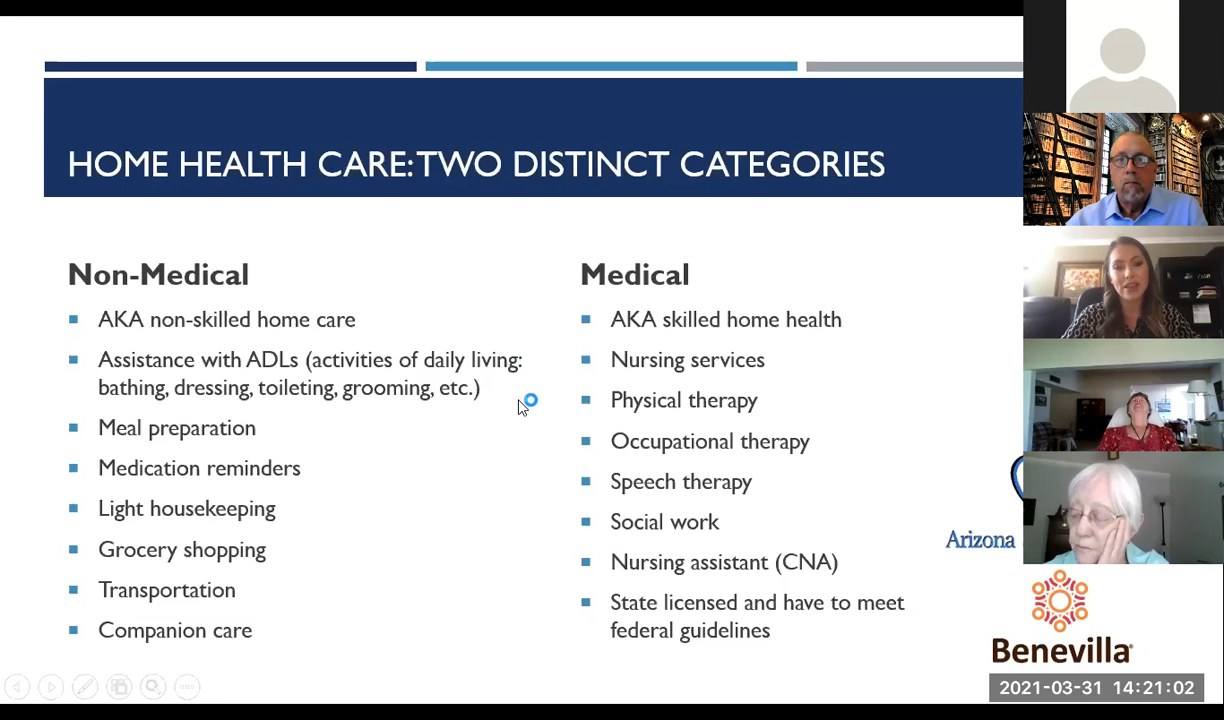 HOME HEALTH CARE: TWO DISTINCT CATEGORIES
Non-Medical
AKA non-skilled home care
Assistance with ADLs (activities of daily living:
bathing, dressing, toileting, grooming, etc.)
Meal preparation
Medication reminders
Light housekeeping
Grocery shopping
Transportation
Companion care
Medical
AKA skilled home health
Nursing services
Physical therapy
Occupational therapy
Speech therapy
Social work
Nursing assistant (CNA)
State licensed and have to meet
federal guidelines
Arizona
Benevilla
2021-03-31 14:21:02